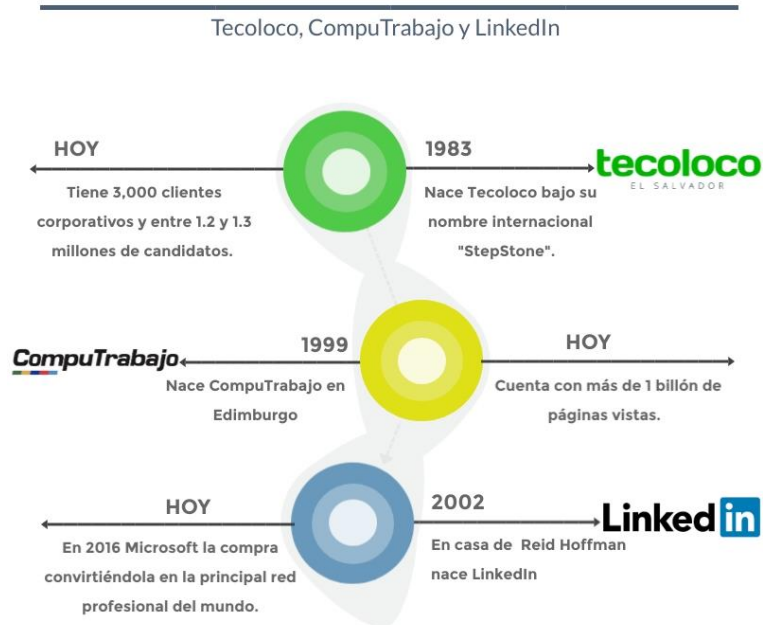 Tecoloco, CompuTrabajo y LinkedIn
HOY
Tiene 3,000 clientes
corporativos y entre 1.2 y 1.3
millones de candidatos.
1983
Nace Tecoloco bajo su
nombre internacional
"StepStone".
tecoloco
EL SALVADOR
CompuTrabajo
1999
Nace CompuTrabajo en
Edimburgo
HOY
Cuenta con más de 1 billón de
páginas vistas.
HOY
En 2016 Microsoft la compra
convirtiéndola en la principal red
profesional del mundo.
2002
En casa de Reid Hoffman
nace LinkedIn
Linked in